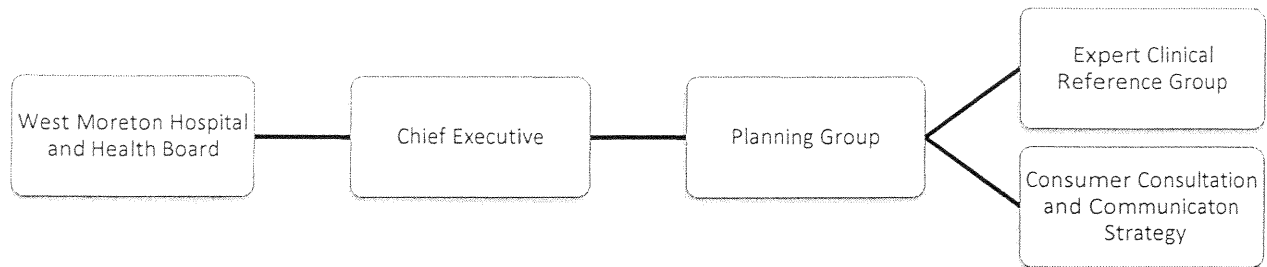 West Moreton Hospital
and Health Board
Chief Executive
Planning Group
Expert Clinical
Reference Group
Consumer Consultation
and Communicaton
Strategy